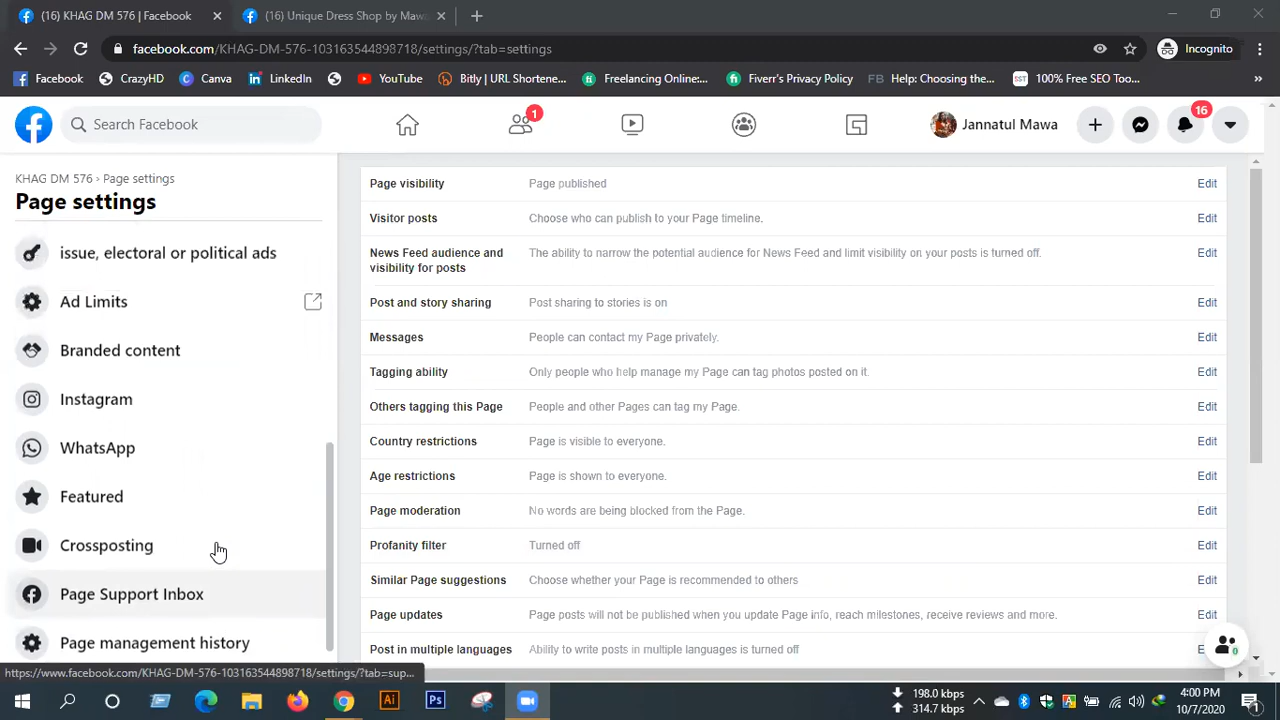 (16) KHAG DM 576 | Facebook
(16) Unique Dress Shop by Mawa
facebook.com/KHAG-DM-576-103163544898718/settings/?tab=settings
Incognito
Facebook CrazyHD Canva LinkedIn YouTube Bitly | URL Shortene... Freelancing Online:... Fiverr's Privacy Policy FB Help: Choosing the... SST 100% Free SEO Too... »
Search Facebook
1
Jannatul Mawa
16
KHAG DM 576 › Page settings
Page settings
issue, electoral or political ads
Ad Limits
Branded content
Instagram
WhatsApp
Featured
Crossposting
Page Support Inbox
Page management history
Page visibility Page published Edit
Visitor posts Choose who can publish to your Page timeline. Edit
News Feed audience and visibility for posts The ability to narrow the potential audience for News Feed and limit visibility on your posts is turned off. Edit
Post and story sharing Post sharing to stories is on Edit
Messages People can contact my Page privately. Edit
Tagging ability Only people who help manage my Page can tag photos posted on it. Edit
Others tagging this Page People and other Pages can tag my Page. Edit
Country restrictions Page is visible to everyone. Edit
Age restrictions Page is shown to everyone. Edit
Page moderation No words are being blocked from the Page. Edit
Profanity filter Turned off Edit
Similar Page suggestions Choose whether your Page is recommended to others Edit
Page updates Page posts will not be published when you update Page info, reach milestones, receive reviews and more. Edit
Post in multiple languages Ability to write posts in multiple languages is turned off
0
https://www.facebook.com/KHAG-DM-576-103163544898718/settings/?tab=sup...
Ai
Ps
198.0 kbps
314.7 kbps
4:00 PM
10/7/2020
1